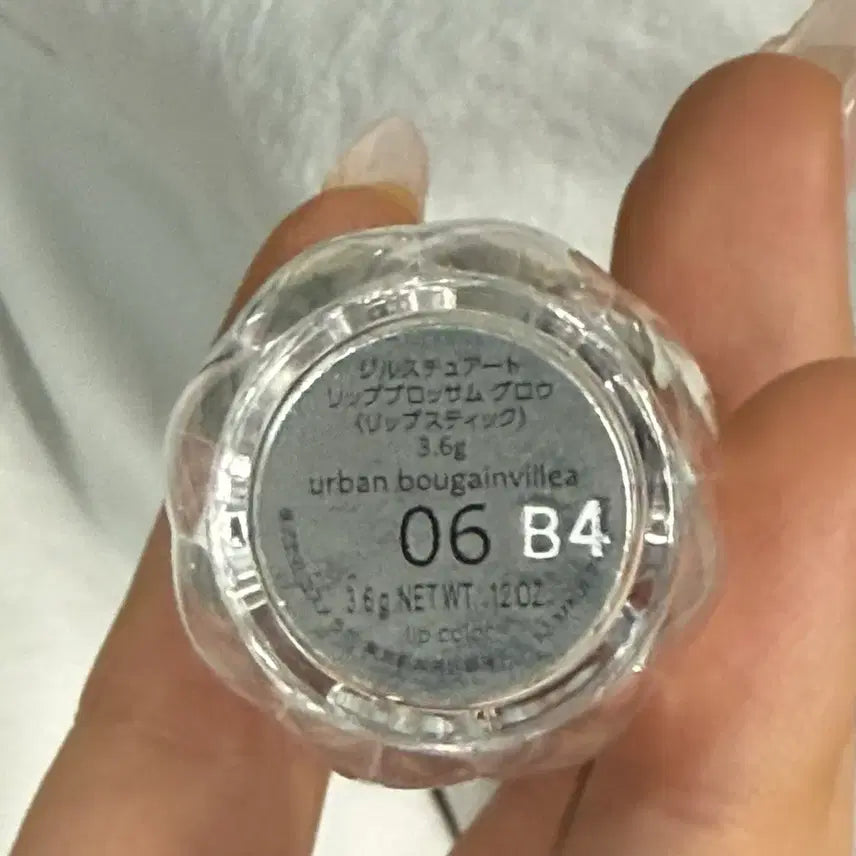 ジルスチュアート
リップブロッサム グロウ
〈リップスティック〉
3.6g
urban bougainvillea
06 B4
3.6g NET WT. .12 OZ.
lip color